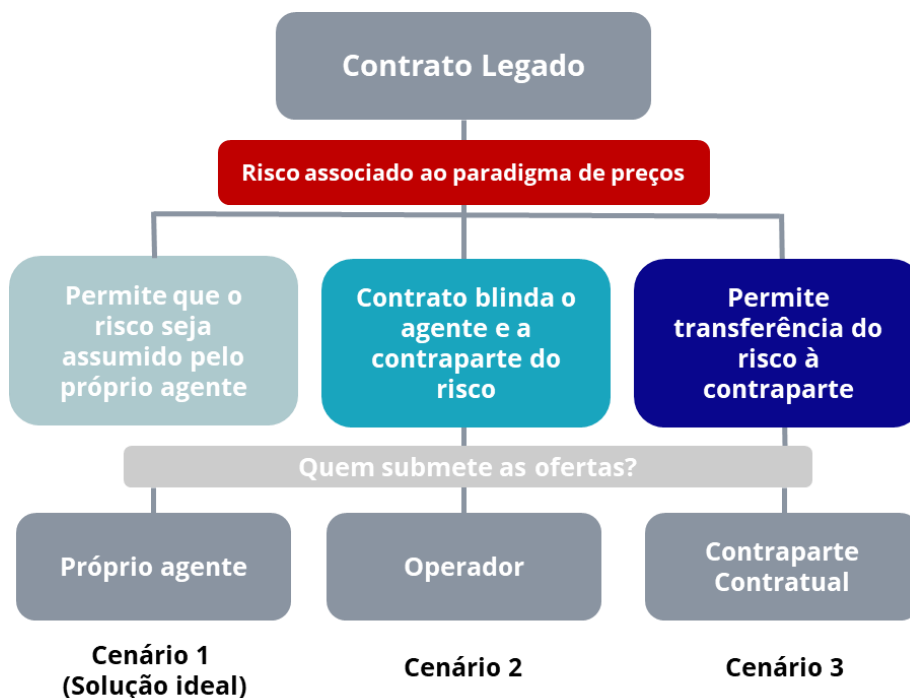 Contrato Legado
Risco associado ao paradigma de preços
Permite que o
risco seja
assumido pelo
próprio agente
Contrato blinda o
agente e a
contraparte do
risco
Permite
transferência do
risco à
contraparte
Quem submete as ofertas?
Próprio agente
Operador
Contraparte
Contratual
Cenário 1
(Solução ideal)
Cenário 2
Cenário 3